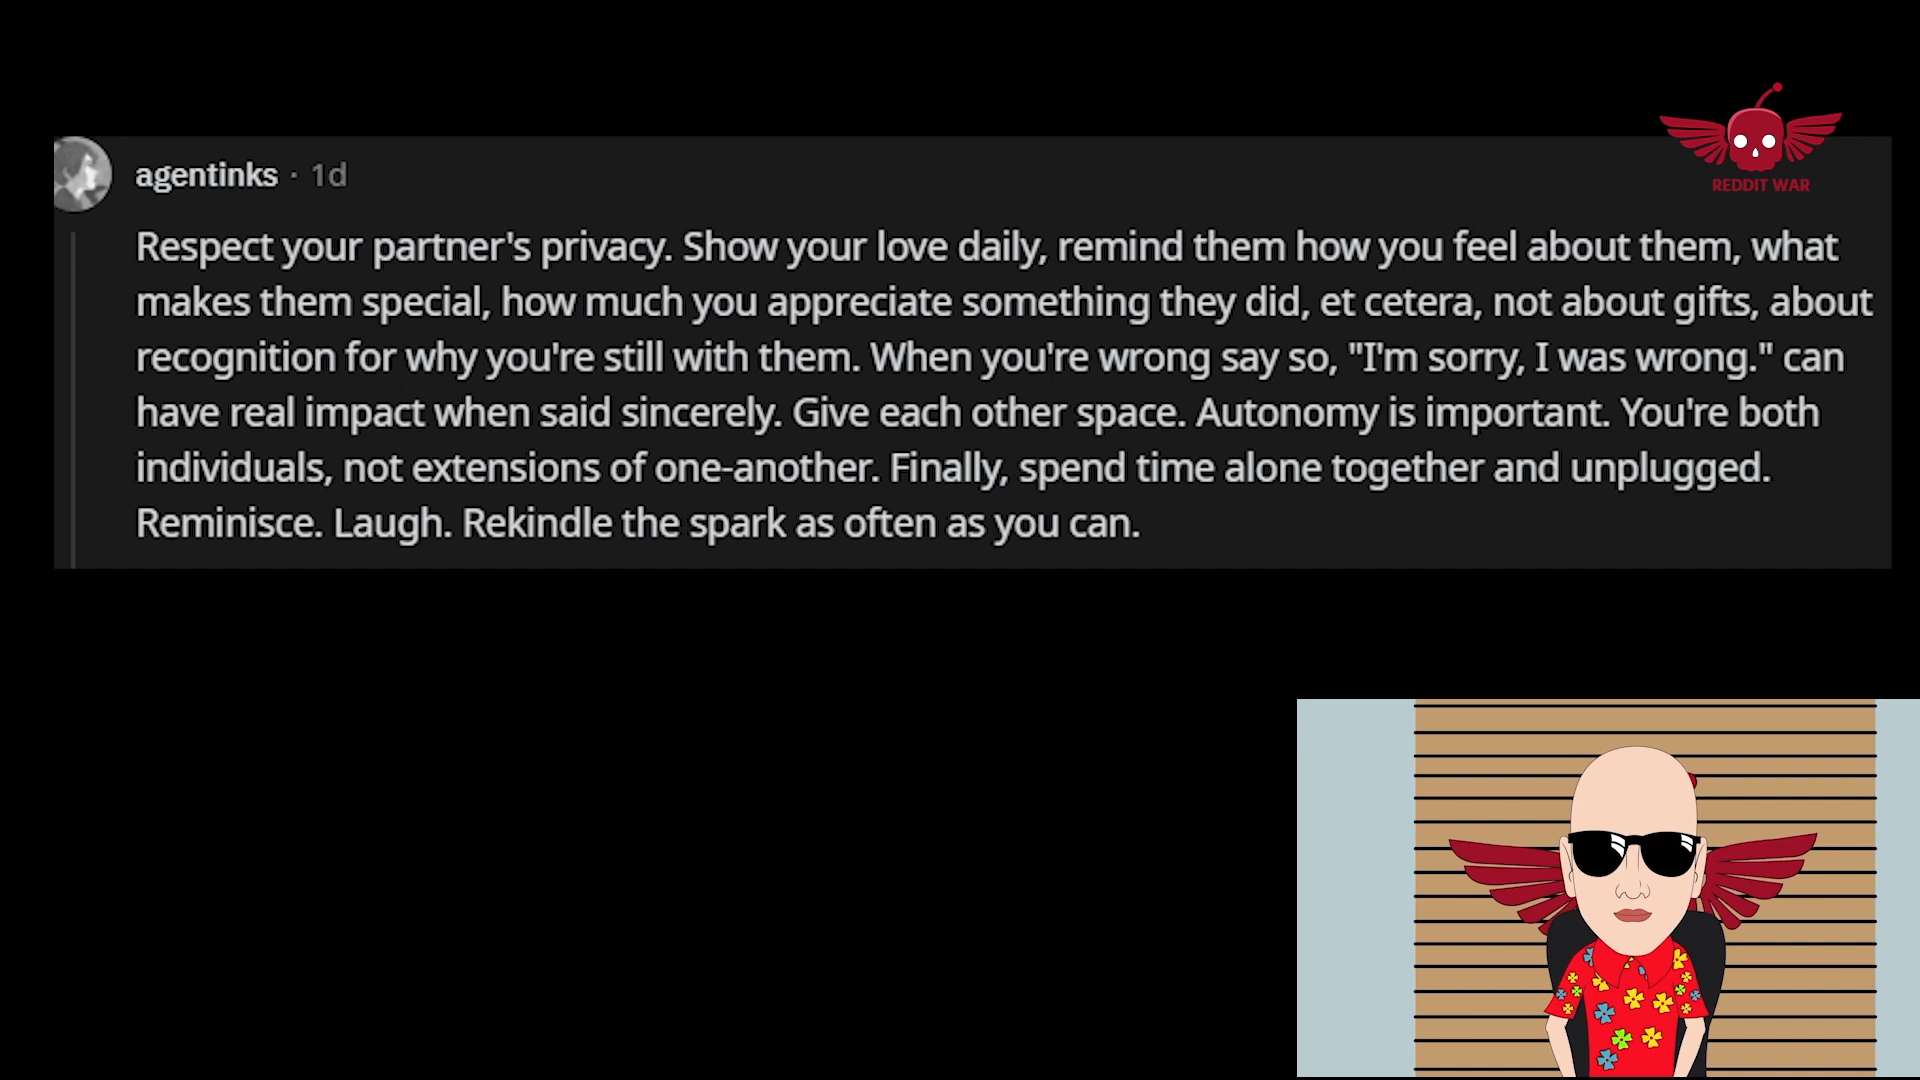 REDDIT WAR
agentinks · 1d
Respect your partner's privacy. Show your love daily, remind them how you feel about them, what
makes them special, how much you appreciate something they did, et cetera, not about gifts, about
recognition for why you're still with them. When you're wrong say so, "I'm sorry, I was wrong." can
have real impact when said sincerely. Give each other space. Autonomy is important. You're both
individuals, not extensions of one-another. Finally, spend time alone together and unplugged.
Reminisce. Laugh. Rekindle the spark as often as you can.